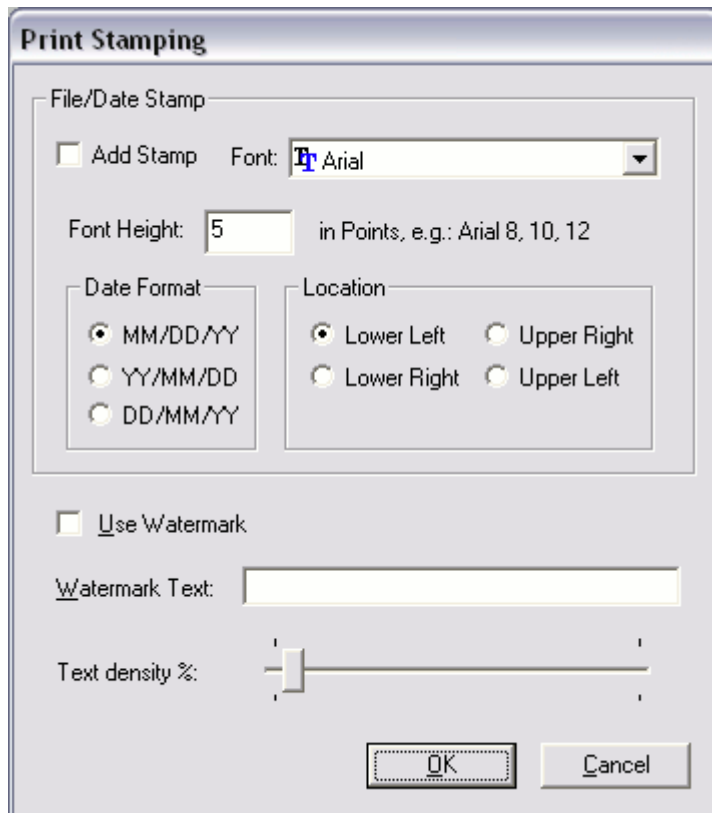 Print Stamping
File/Date Stamp
Add Stamp Font: Arial
Font Height: 5 in Points, e.g.: Arial 8, 10, 12
Date Format
MM/DD/YY
YY/MM/DD
DD/MM/YY
Location
Lower Left Upper Right
Lower Right Upper Left
Use Watermark
Watermark Text:
Text density %:
OK Cancel